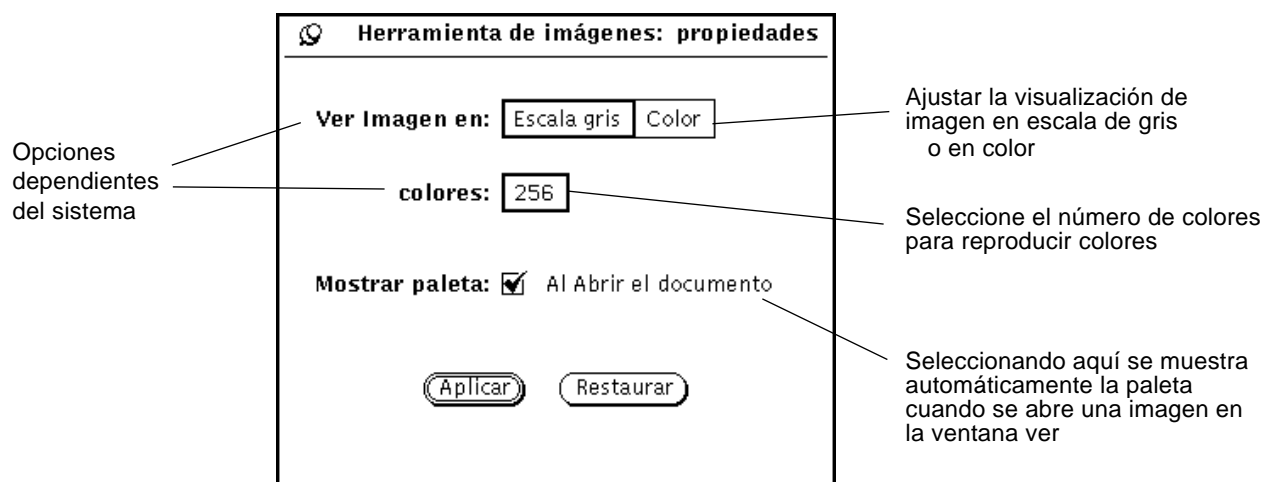 Herramienta de imágenes: propiedades
Ver Imagen en: Escala gris Color
Ajustar la visualización de
imagen en escala de gris
o en color
Opciones
dependientes
del sistema
colores: 256
Seleccione el número de colores
para reproducir colores
Mostrar paleta: Al Abrir el documento
Seleccionando aquí se muestra
automáticamente la paleta
cuando se abre una imagen en
la ventana ver
Aplicar Restaurar